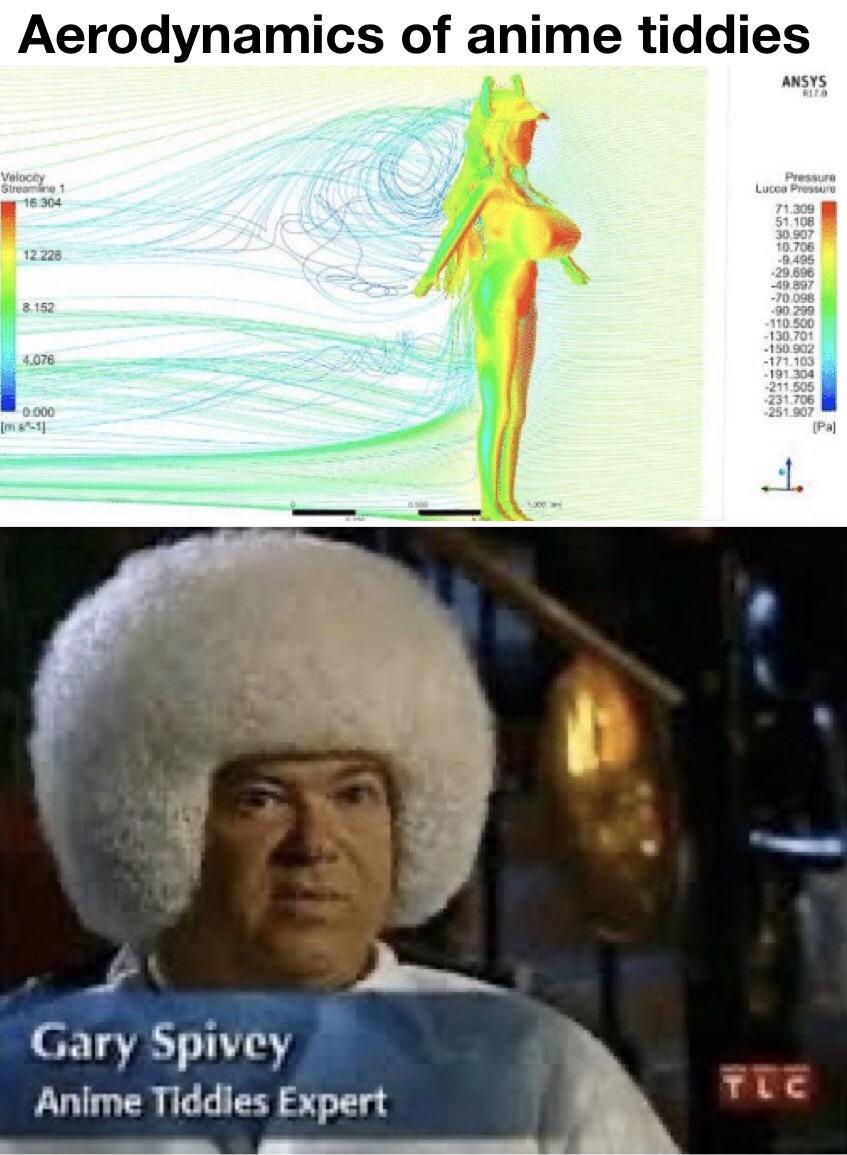 Aerodynamics of anime tiddies
ANSYS
R17.0
Velocity
Streamline 1
16.304
12.228
8.152
4.076
0.000
[m s^-1]
Pressure
Lucca Pressure
71.309
51.108
30.907
10.706
-9.495
-29.696
-49.897
-70.098
-90.299
-110.500
-130.701
-150.902
-171.103
-191.304
-211.505
-231.706
-251.907
[Pa]
0
0.500
Gary Spivey
Anime Tiddies Expert
TLC